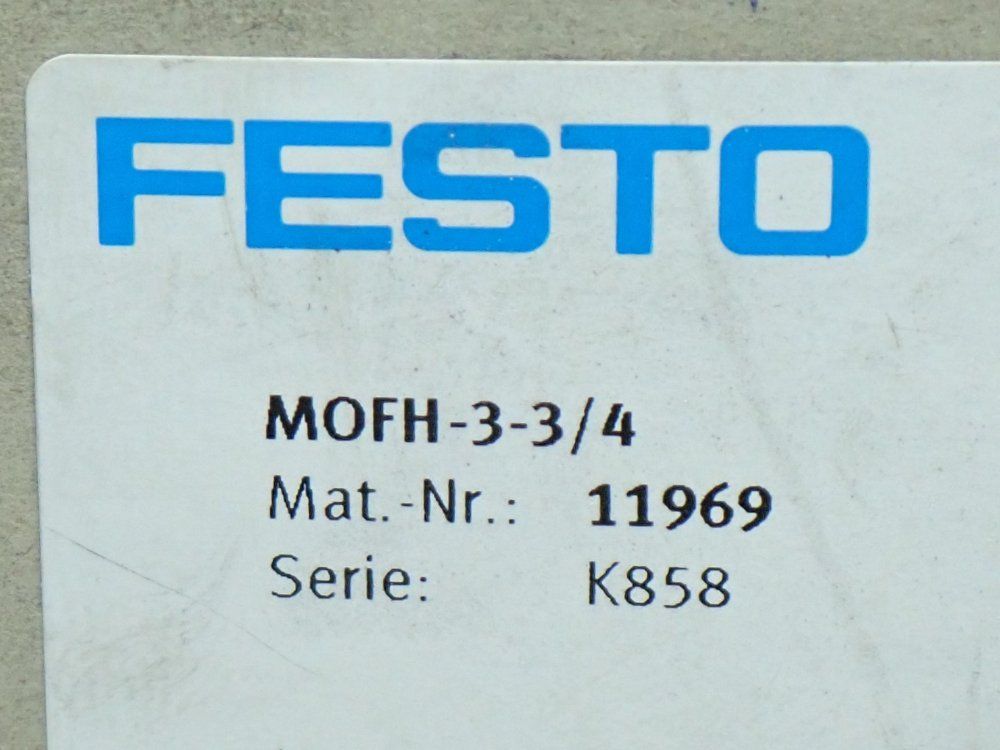 FESTO
MOFH-3-3/4
Mat.-Nr.: 11969
Serie: K858